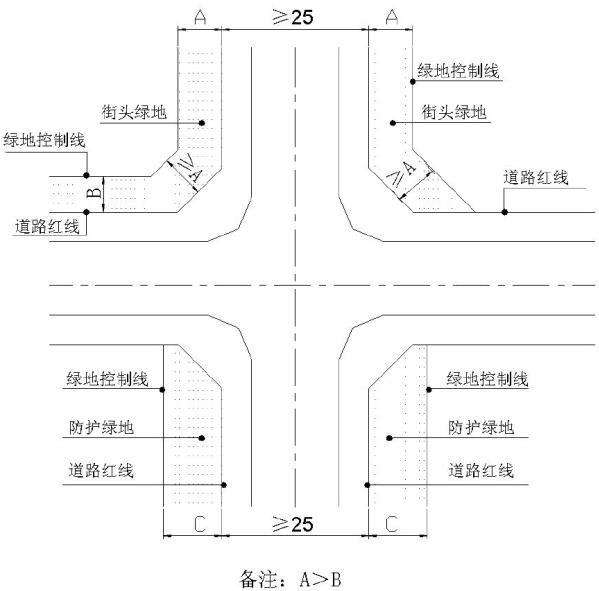 A ≥25 A
绿地控制线
街头绿地 街头绿地
绿地控制线
≥A ≥A
道路红线
B
道路红线
绿地控制线 绿地控制线
防护绿地 防护绿地
道路红线 道路红线
C ≥25 C
备注：A＞B